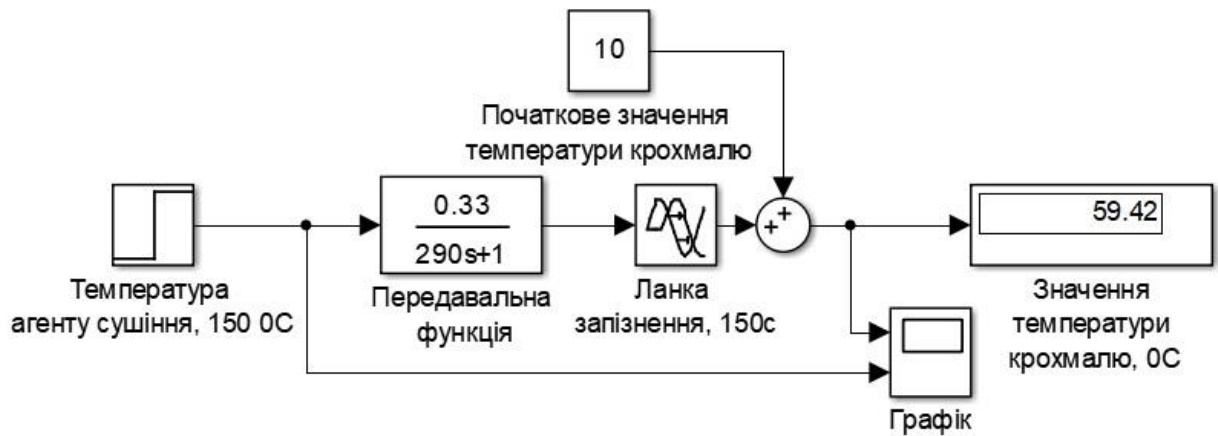 10
Початкове значення
температури крохмалю
0.33
290s+1
59.42
Температура
агенту сушіння, 150 0С
Передавальна
функція
Ланка
запізнення, 150с
Значення
температури
крохмалю, 0С
Графік